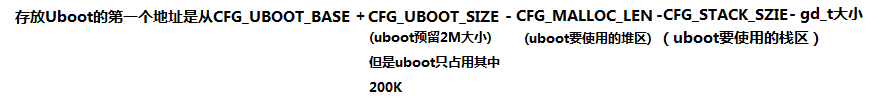 存放Uboot的第一个地址是从CFG_UBOOT_BASE + CFG_UBOOT_SIZE - CFG_MALLOC_LEN -CFG_STACK_SZIE- gd_t大小
(uboot预留2M大小) (uboot要使用的堆区) （uboot要使用的栈区）
但是uboot只占用其中
200K